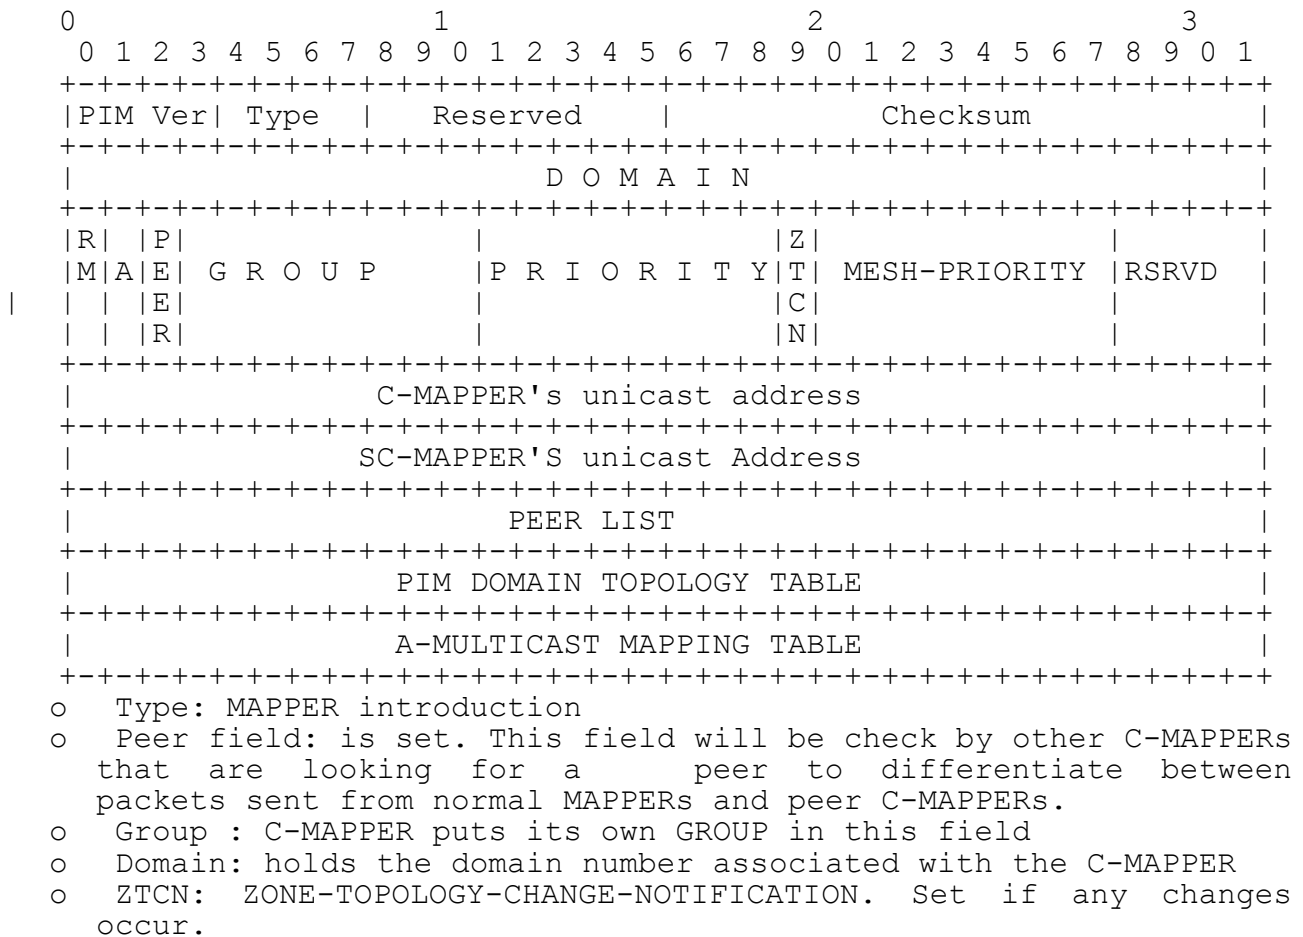 0                   1                   2                   3
 0 1 2 3 4 5 6 7 8 9 0 1 2 3 4 5 6 7 8 9 0 1 2 3 4 5 6 7 8 9 0 1
+-+-+-+-+-+-+-+-+-+-+-+-+-+-+-+-+-+-+-+-+-+-+-+-+-+-+-+-+-+-+-+-+
|PIM Ver| Type  |   Reserved    |           Checksum            |
+-+-+-+-+-+-+-+-+-+-+-+-+-+-+-+-+-+-+-+-+-+-+-+-+-+-+-+-+-+-+-+-+
|                         D O M A I N                           |
+-+-+-+-+-+-+-+-+-+-+-+-+-+-+-+-+-+-+-+-+-+-+-+-+-+-+-+-+-+-+-+-+
|R| |P|               |               |Z|               |       |
|M|A|E| G R O U P     |P R I O R I T Y|T| MESH-PRIORITY |RSRVD  |
|  | | |E|               |               |C|               |       |
| | |R|               |               |N|               |       |
+-+-+-+-+-+-+-+-+-+-+-+-+-+-+-+-+-+-+-+-+-+-+-+-+-+-+-+-+-+-+-+-+
|                C-MAPPER's unicast address                     |
+-+-+-+-+-+-+-+-+-+-+-+-+-+-+-+-+-+-+-+-+-+-+-+-+-+-+-+-+-+-+-+-+
|               SC-MAPPER'S unicast Address                     |
+-+-+-+-+-+-+-+-+-+-+-+-+-+-+-+-+-+-+-+-+-+-+-+-+-+-+-+-+-+-+-+-+
|                       PEER LIST                               |
+-+-+-+-+-+-+-+-+-+-+-+-+-+-+-+-+-+-+-+-+-+-+-+-+-+-+-+-+-+-+-+-+
|                 PIM DOMAIN TOPOLOGY TABLE                     |
+-+-+-+-+-+-+-+-+-+-+-+-+-+-+-+-+-+-+-+-+-+-+-+-+-+-+-+-+-+-+-+-+
|                 A-MULTICAST MAPPING TABLE                     |
+-+-+-+-+-+-+-+-+-+-+-+-+-+-+-+-+-+-+-+-+-+-+-+-+-+-+-+-+-+-+-+-+
o Type: MAPPER introduction
o Peer field: is set. This field will be check by other C-MAPPERs
that are looking for a peer to differentiate between
packets sent from normal MAPPERs and peer C-MAPPERs.
o Group : C-MAPPER puts its own GROUP in this field
o Domain: holds the domain number associated with the C-MAPPER
o ZTCN: ZONE-TOPOLOGY-CHANGE-NOTIFICATION. Set if any changes
occur.